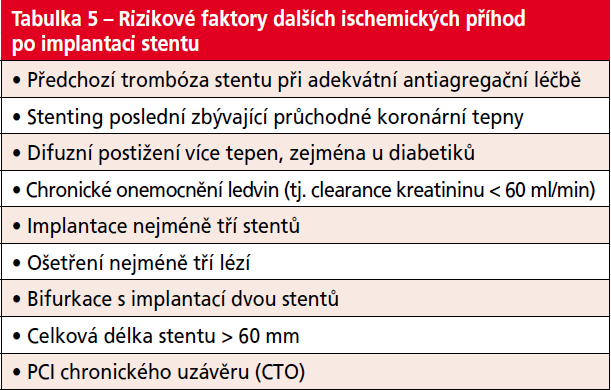 Tabulka 5 – Rizikové faktory dalších ischemických příhod
po implantaci stentu
• Předchozí trombóza stentu při adekvátní antiagregační léčbě
• Stenting poslední zbývající průchodné koronární tepny
• Difuzní postižení více tepen, zejména u diabetiků
• Chronické onemocnění ledvin (tj. clearance kreatininu < 60 ml/min)
• Implantace nejméně tří stentů
• Ošetření nejméně tří lézí
• Bifurkace s implantací dvou stentů
• Celková délka stentu > 60 mm
• PCI chronického uzávěru (CTO)